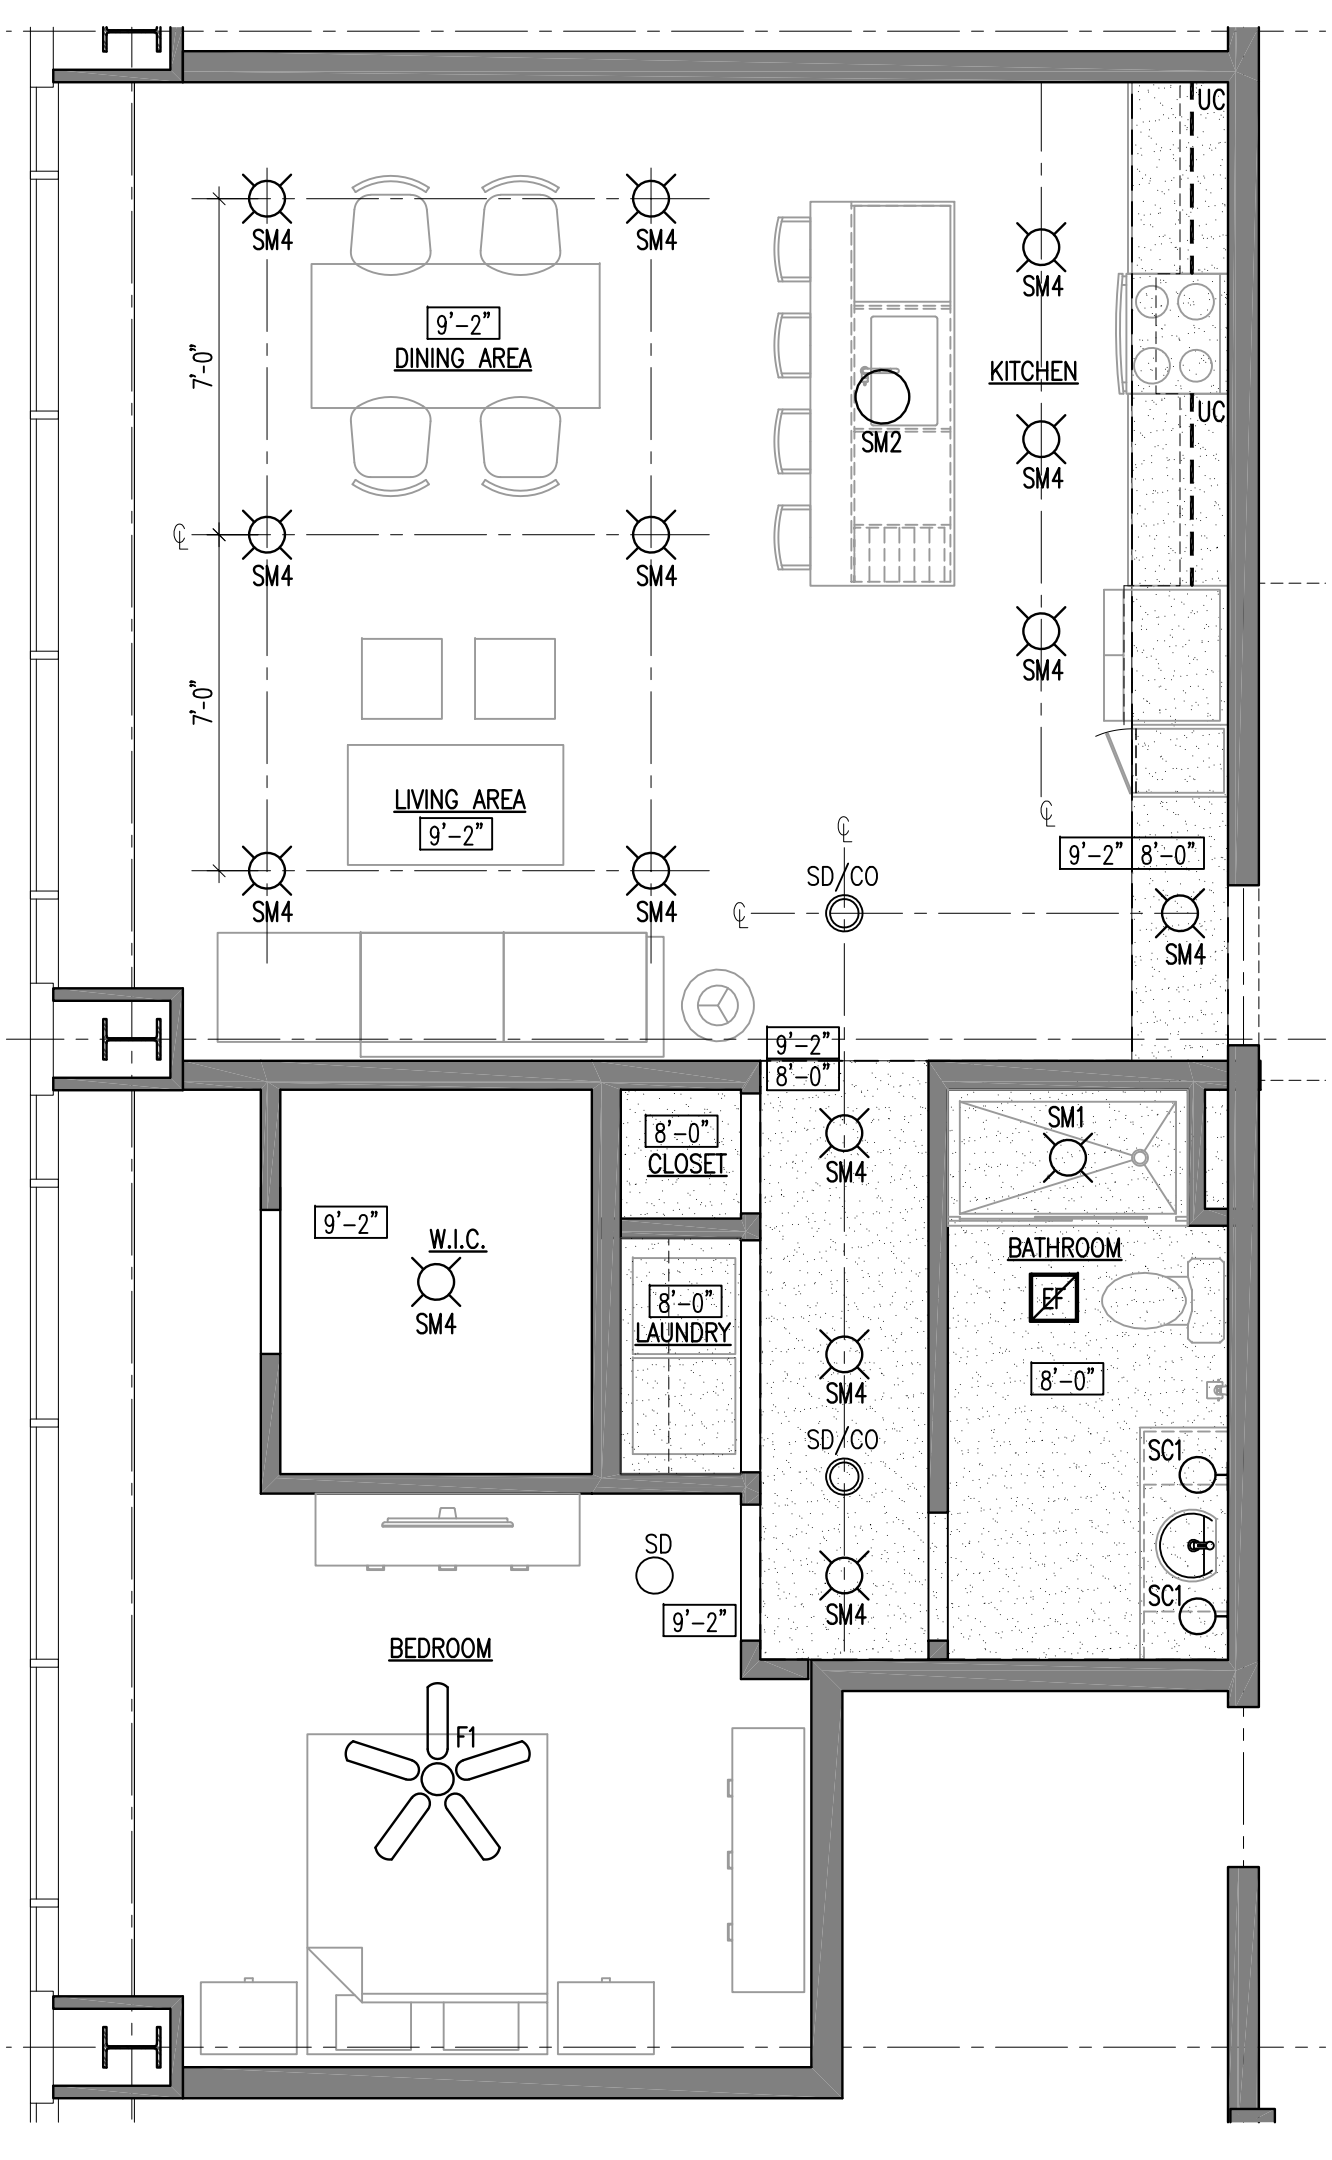 UC
SM4
SM4
SM4
9'-2"
DINING AREA
7'-0"
KITCHEN
UC
SM2
SM4
℄
SM4
SM4
7'-0"
SM4
LIVING AREA
9'-2"
℄
℄
9'-2" 8'-0"
SD/CO
SM4
SM4
℄
SM4
9'-2"
8'-0"
8'-0"
CLOSET
SM4
SM1
9'-2"
W.I.C.
SM4
BATHROOM
EF
8'-0"
LAUNDRY
8'-0"
SM4
SD/CO
SC1
SD
9'-2"
SM4
SC1
BEDROOM
F1